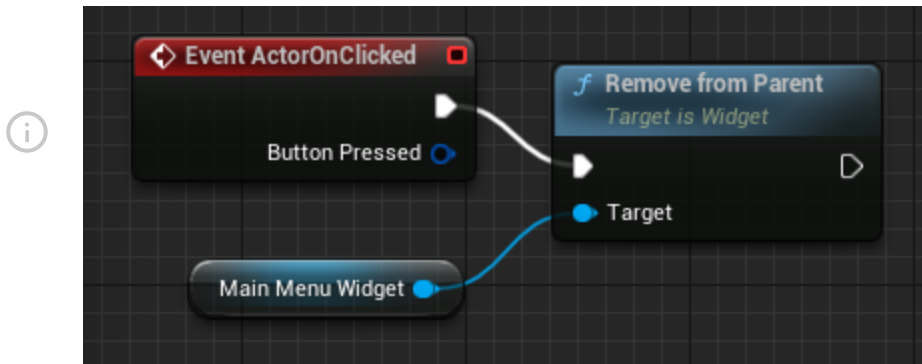 Event ActorOnClicked
Button Pressed
Main Menu Widget
Remove from Parent
Target is Widget
Target